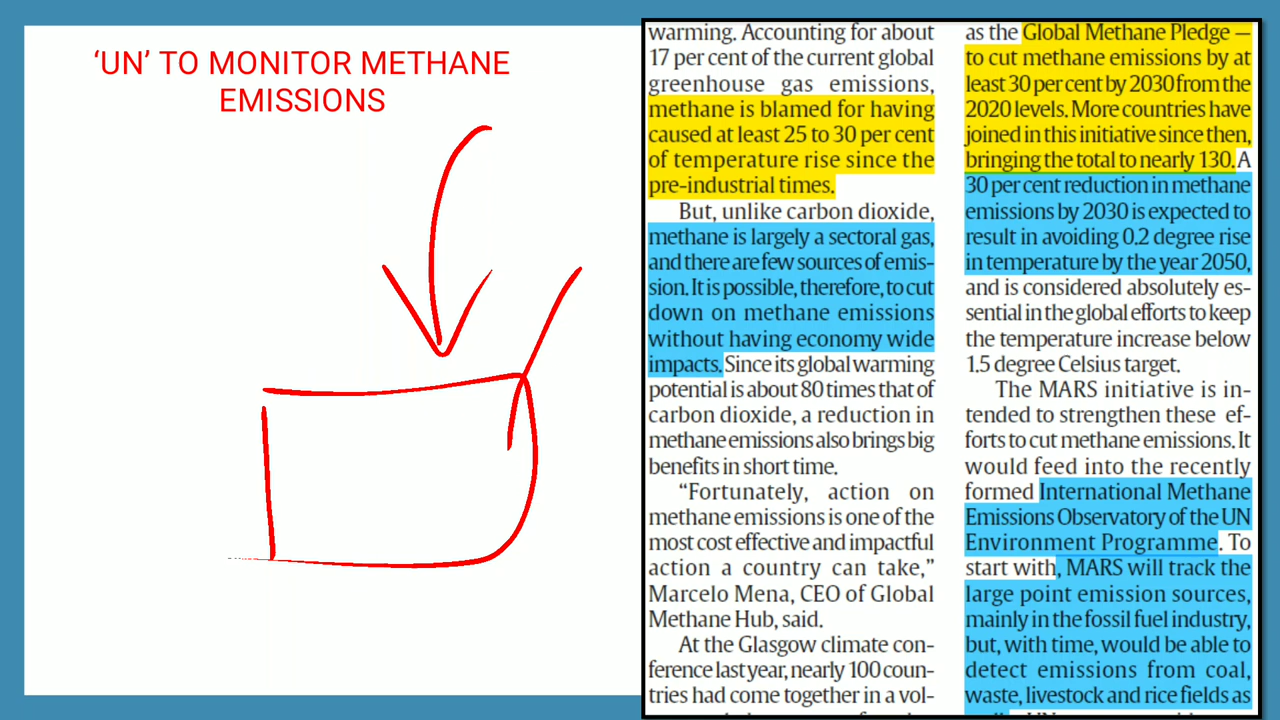 ‘UN’ TO MONITOR METHANE
EMISSIONS
warming. Accounting for about
17 per cent of the current global
greenhouse gas emissions,
methane is blamed for having
caused at least 25 to 30 per cent
of temperature rise since the
pre-industrial times.
But, unlike carbon dioxide,
methane is largely a sectoral gas,
and there are few sources of emis-
sion. It is possible, therefore, to cut
down on methane emissions
without having economy wide
impacts. Since its global warming
potential is about 80 times that of
carbon dioxide, a reduction in
methane emissions also brings big
benefits in short time.
“Fortunately, action on
methane emissions is one of the
most cost effective and impactful
action a country can take,”
Marcelo Mena, CEO of Global
Methane Hub, said.
At the Glasgow climate con-
ference last year, nearly 100 coun-
tries had come together in a vol-
as the Global Methane Pledge —
to cut methane emissions by at
least 30 per cent by 2030 from the
2020 levels. More countries have
joined in this initiative since then,
bringing the total to nearly 130. A
30 per cent reduction in methane
emissions by 2030 is expected to
result in avoiding 0.2 degree rise
in temperature by the year 2050,
and is considered absolutely es-
sential in the global efforts to keep
the temperature increase below
1.5 degree Celsius target.
The MARS initiative is in-
tended to strengthen these ef-
forts to cut methane emissions. It
would feed into the recently
formed International Methane
Emissions Observatory of the UN
Environment Programme. To
start with, MARS will track the
large point emission sources,
mainly in the fossil fuel industry,
but, with time, would be able to
detect emissions from coal,
waste, livestock and rice fields as